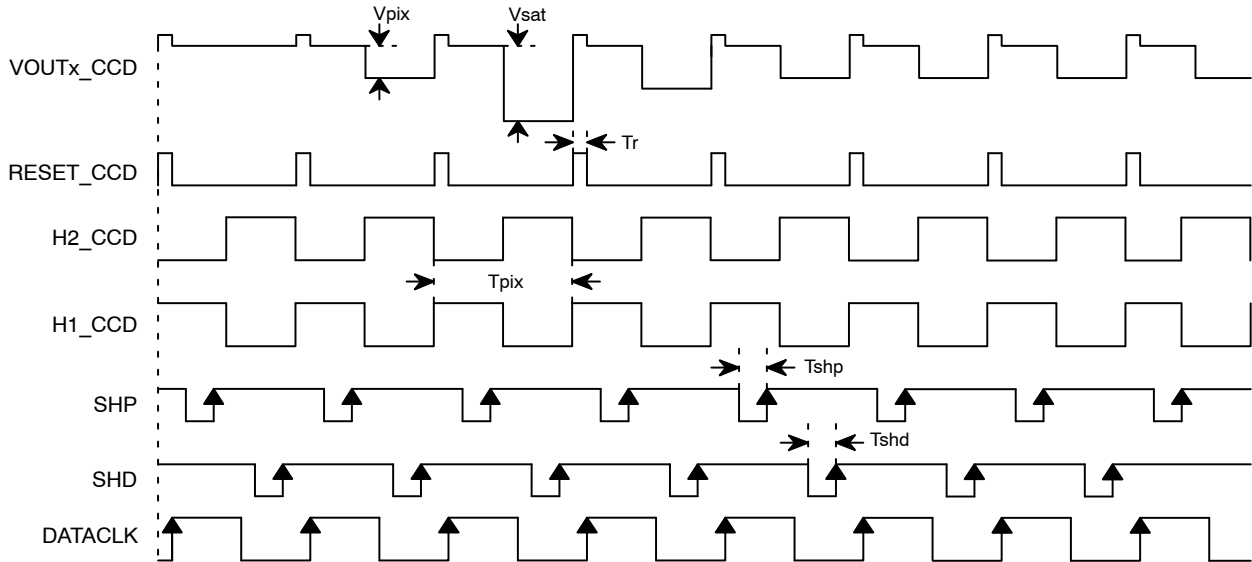 Vpix
Vsat
VOUTx_CCD
Tr
RESET_CCD
H2_CCD
Tpix
H1_CCD
Tshp
SHP
Tshd
SHD
DATACLK